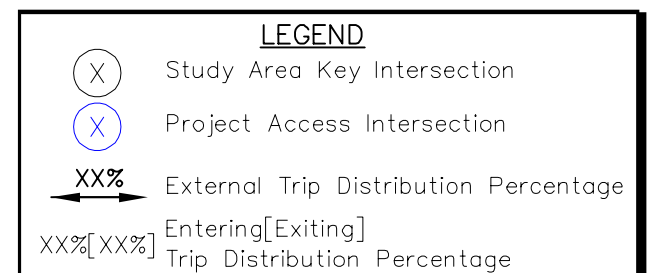 LEGEND
X Study Area Key Intersection
X Project Access Intersection
XX% External Trip Distribution Percentage
XX%[XX%] Entering[Exiting]
Trip Distribution Percentage